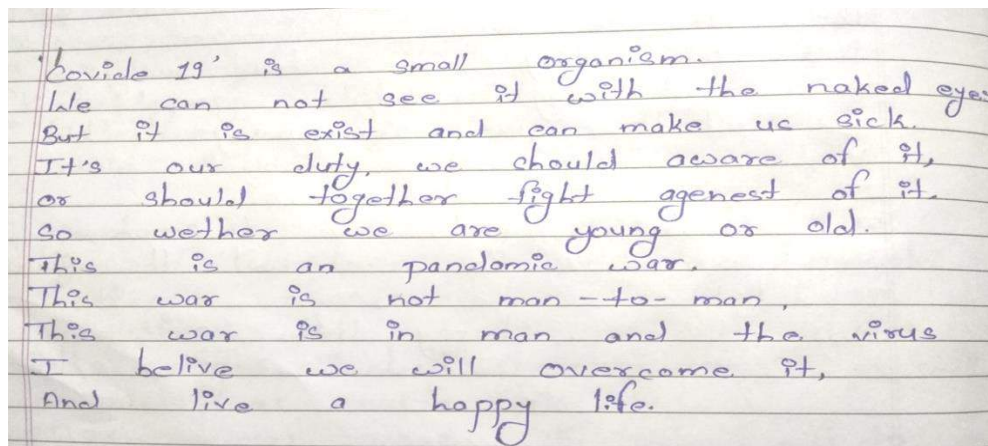 'Covide 19' is a small organism.
We can not see it with the naked eyes
But it is exist and can make us sick.
It's our duty, we should aware of it,
or should together fight agenest of it.
So wether we are young or old.
This is an pandamic war.
This war is not man-to-man,
This war is in man and the virus
I belive we will overcome it,
And live a happy life.